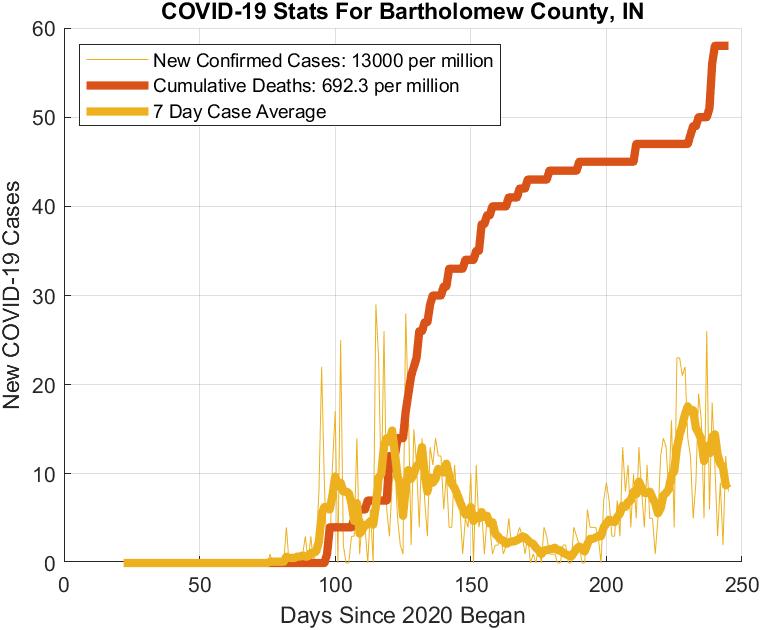 COVID-19 Stats For Bartholomew County, IN
New Confirmed Cases: 13000 per million
Cumulative Deaths: 692.3 per million
7 Day Case Average
New COVID-19 Cases
60
50
40
30
20
10
0
0 50 100 150 200 250
Days Since 2020 Began